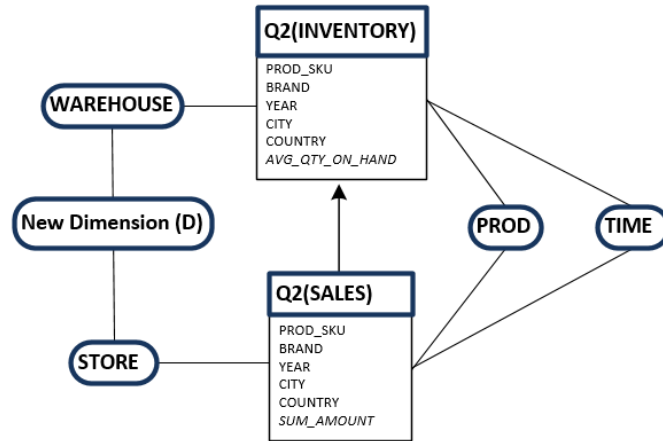 Q2(INVENTORY)
PROD_SKU
BRAND
YEAR
CITY
COUNTRY
AVG_QTY_ON_HAND
WAREHOUSE
New Dimension (D)
PROD
TIME
Q2(SALES)
PROD_SKU
BRAND
YEAR
CITY
COUNTRY
SUM_AMOUNT
STORE